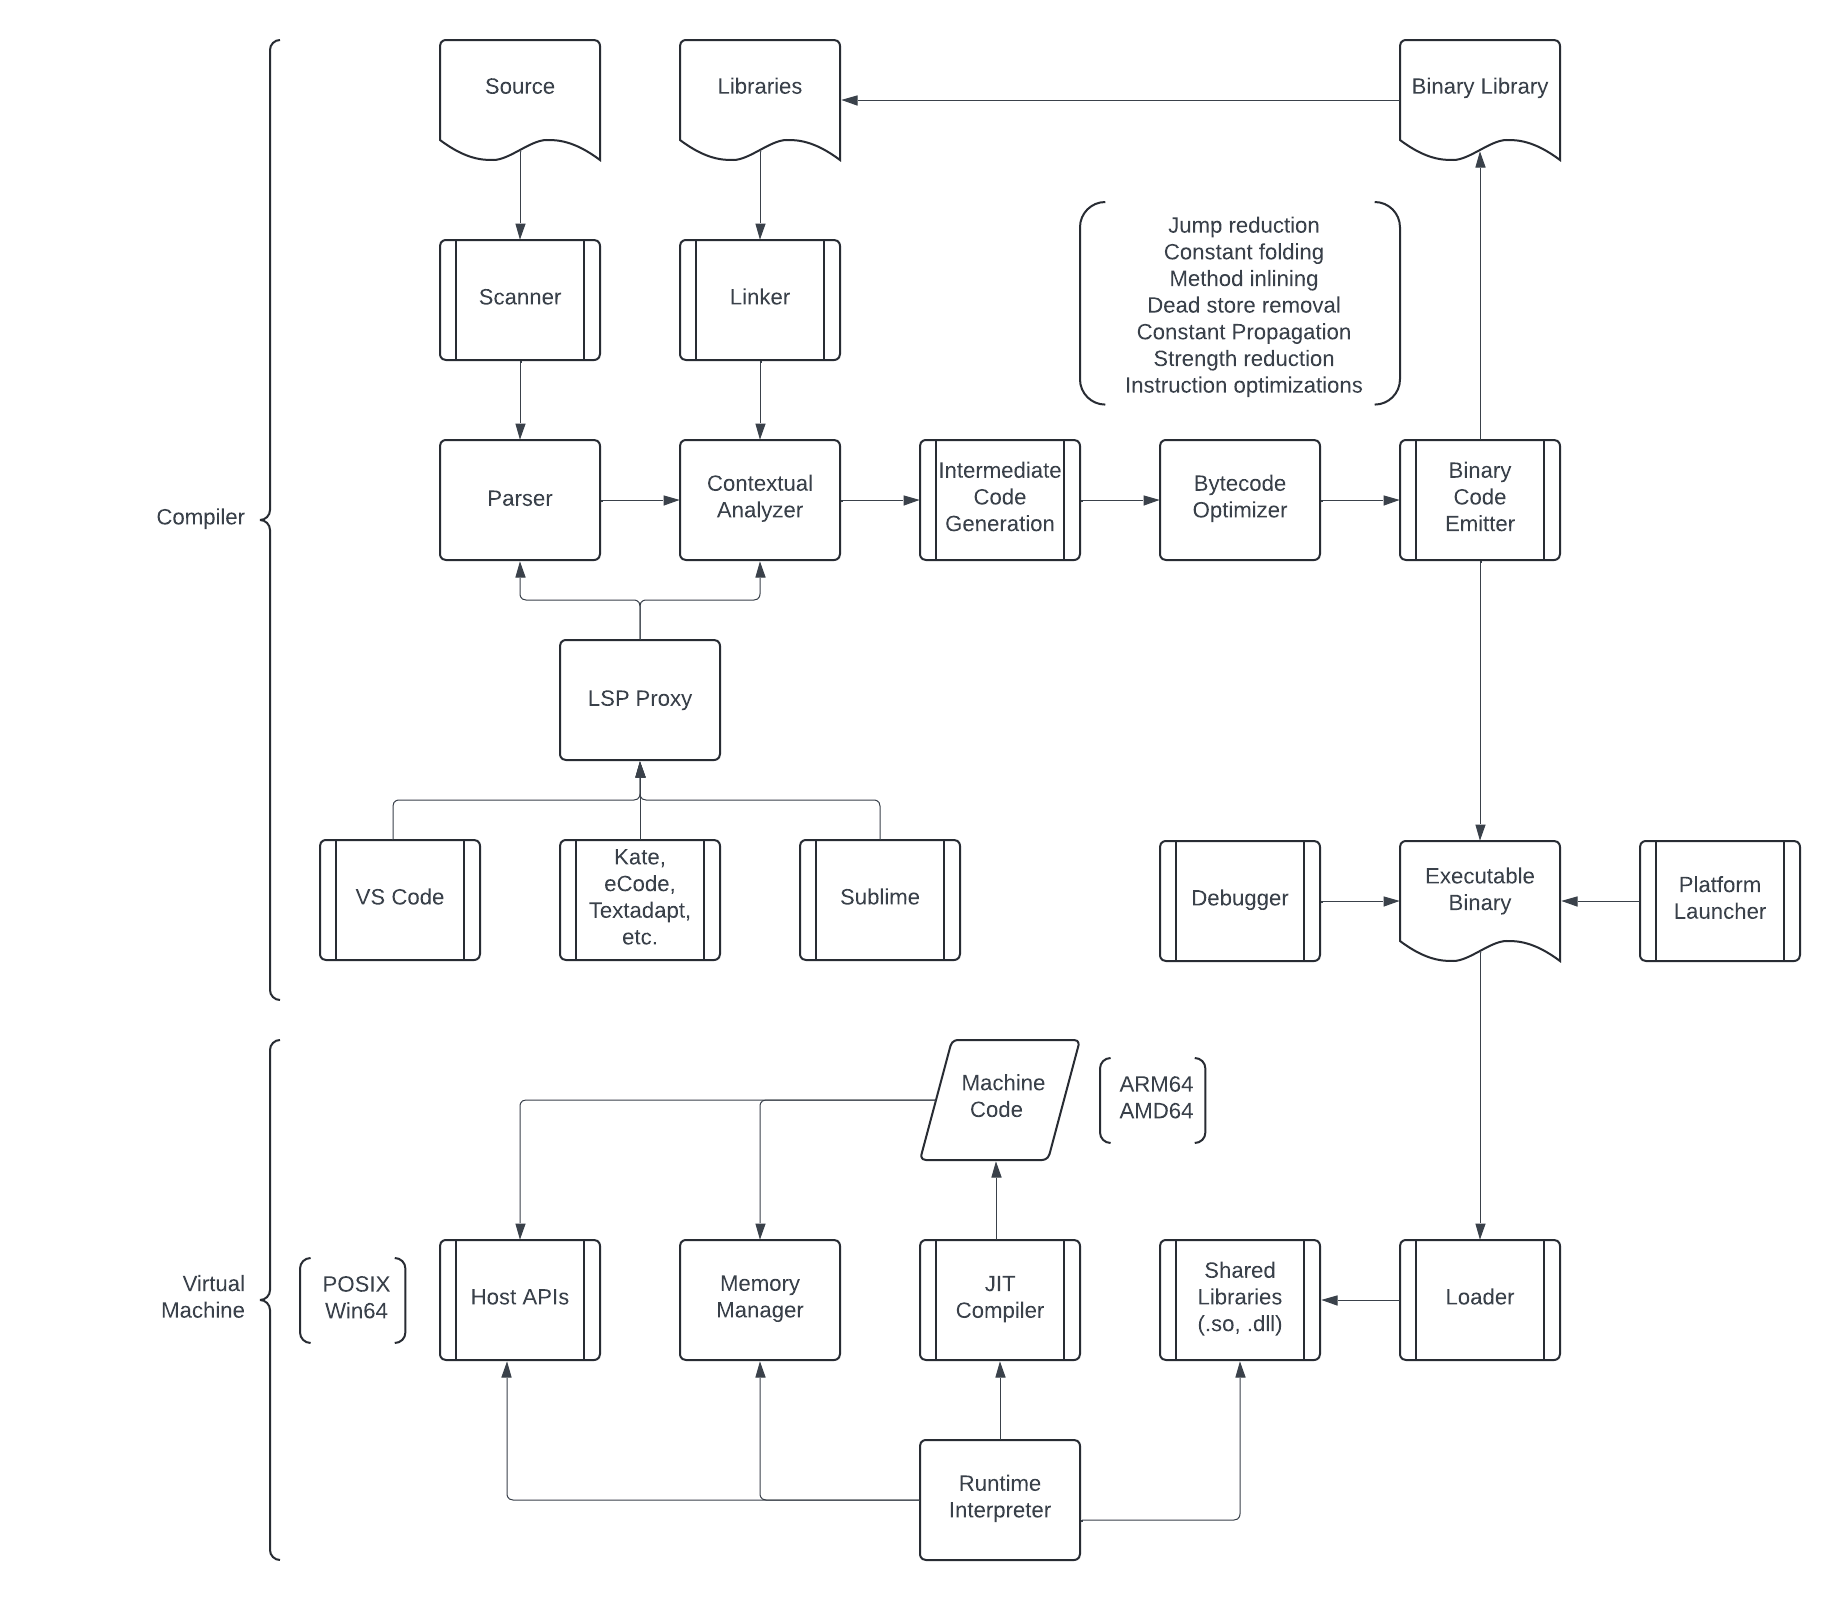 Source
Libraries
Binary Library
Jump reduction
Constant folding
Method inlining
Dead store removal
Constant Propagation
Strength reduction
Instruction optimizations
Scanner
Linker
Compiler
Parser
Contextual
Analyzer
Intermediate
Code
Generation
Bytecode
Optimizer
Binary
Code
Emitter
LSP Proxy
VS Code
Kate,
eCode,
Textadapt,
etc.
Sublime
Debugger
Executable
Binary
Platform
Launcher
Machine
Code
ARM64
AMD64
Virtual
Machine
POSIX
Win64
Host APIs
Memory
Manager
JIT
Compiler
Shared
Libraries
(.so, .dll)
Loader
Runtime
Interpreter